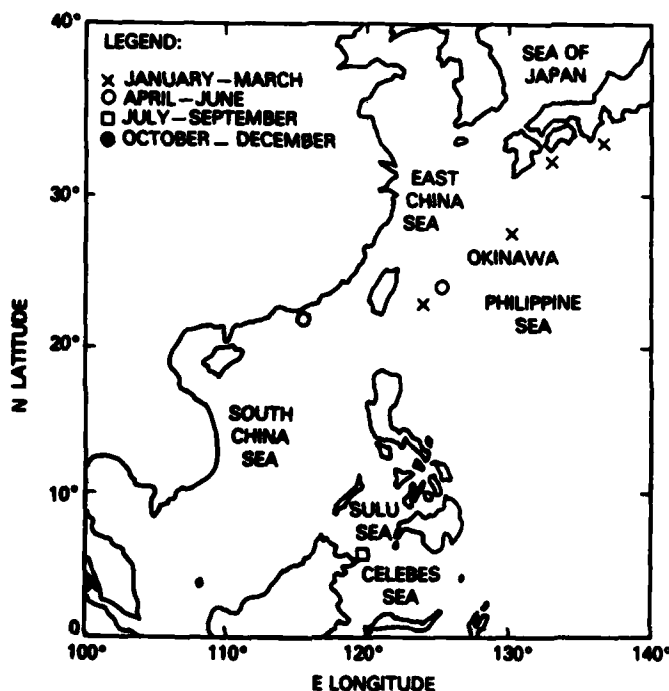 40°
LEGEND:
× JANUARY – MARCH
○ APRIL – JUNE
□ JULY – SEPTEMBER
● OCTOBER – DECEMBER
SEA OF
JAPAN
EAST
CHINA
SEA
30°
OKINAWA
PHILIPPINE
SEA
20°
N LATITUDE
SOUTH
CHINA
SEA
10°
SULU
SEA
CELEBES
SEA
0
100°
110°
120°
130°
140°
E LONGITUDE